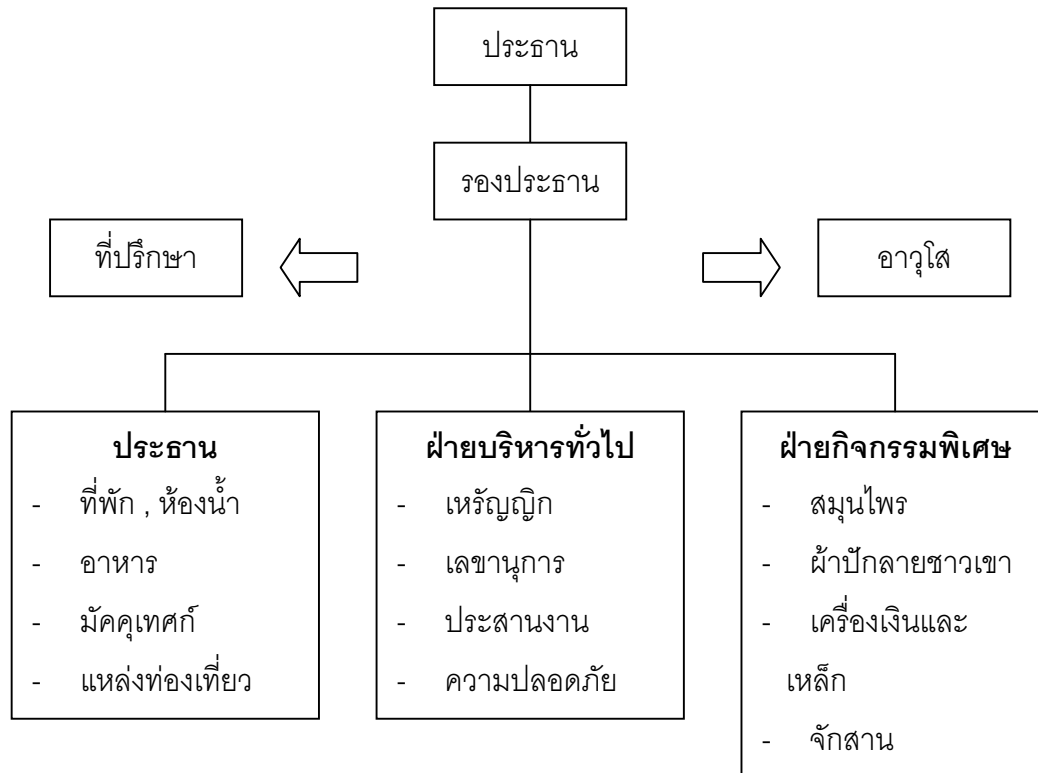 ประธาน
รองประธาน
ที่ปรึกษา
อาวุโส
ประธาน
- ที่พัก , ห้องน้ำ
- อาหาร
- มัคคุเทศก์
- แหล่งท่องเที่ยว
ฝ่ายบริหารทั่วไป
- เหรัญญิก
- เลขานุการ
- ประสานงาน
- ความปลอดภัย
ฝ่ายกิจกรรมพิเศษ
- สมุนไพร
- ผ้าปักลายชาวเขา
- เครื่องเงินและ
เหล็ก
- จักสาน